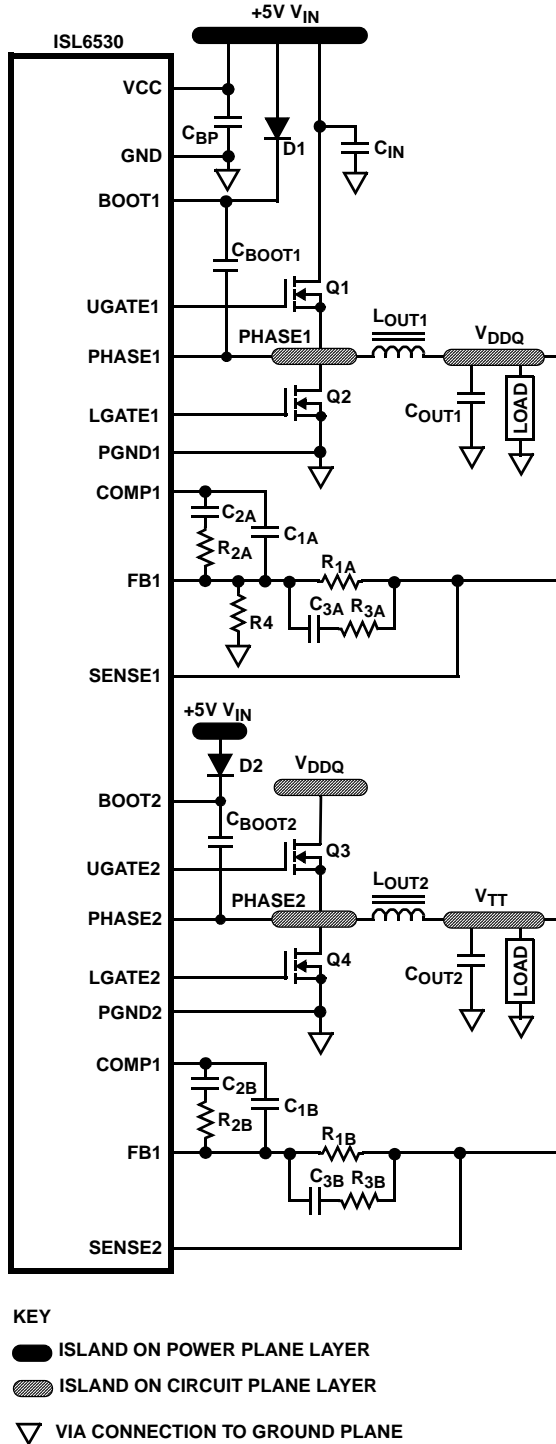 +5V VIN
ISL6530
VCC
CBP
D1
CIN
GND
BOOT1
CBOOT1
Q1
UGATE1
LOUT1
PHASE1
VDDQ
PHASE1
Q2
COUT1
LOAD
LGATE1
PGND1
COMP1
C2A
C1A
R2A
R1A
FB1
C3A
R3A
R4
SENSE1
+5V VIN
D2
VDDQ
BOOT2
CBOOT2
Q3
UGATE2
LOUT2
PHASE2
VTT
PHASE2
Q4
COUT2
LOAD
LGATE2
PGND2
COMP1
C2B
C1B
R2B
R1B
FB1
C3B
R3B
SENSE2
KEY
ISLAND ON POWER PLANE LAYER
ISLAND ON CIRCUIT PLANE LAYER
VIA CONNECTION TO GROUND PLANE